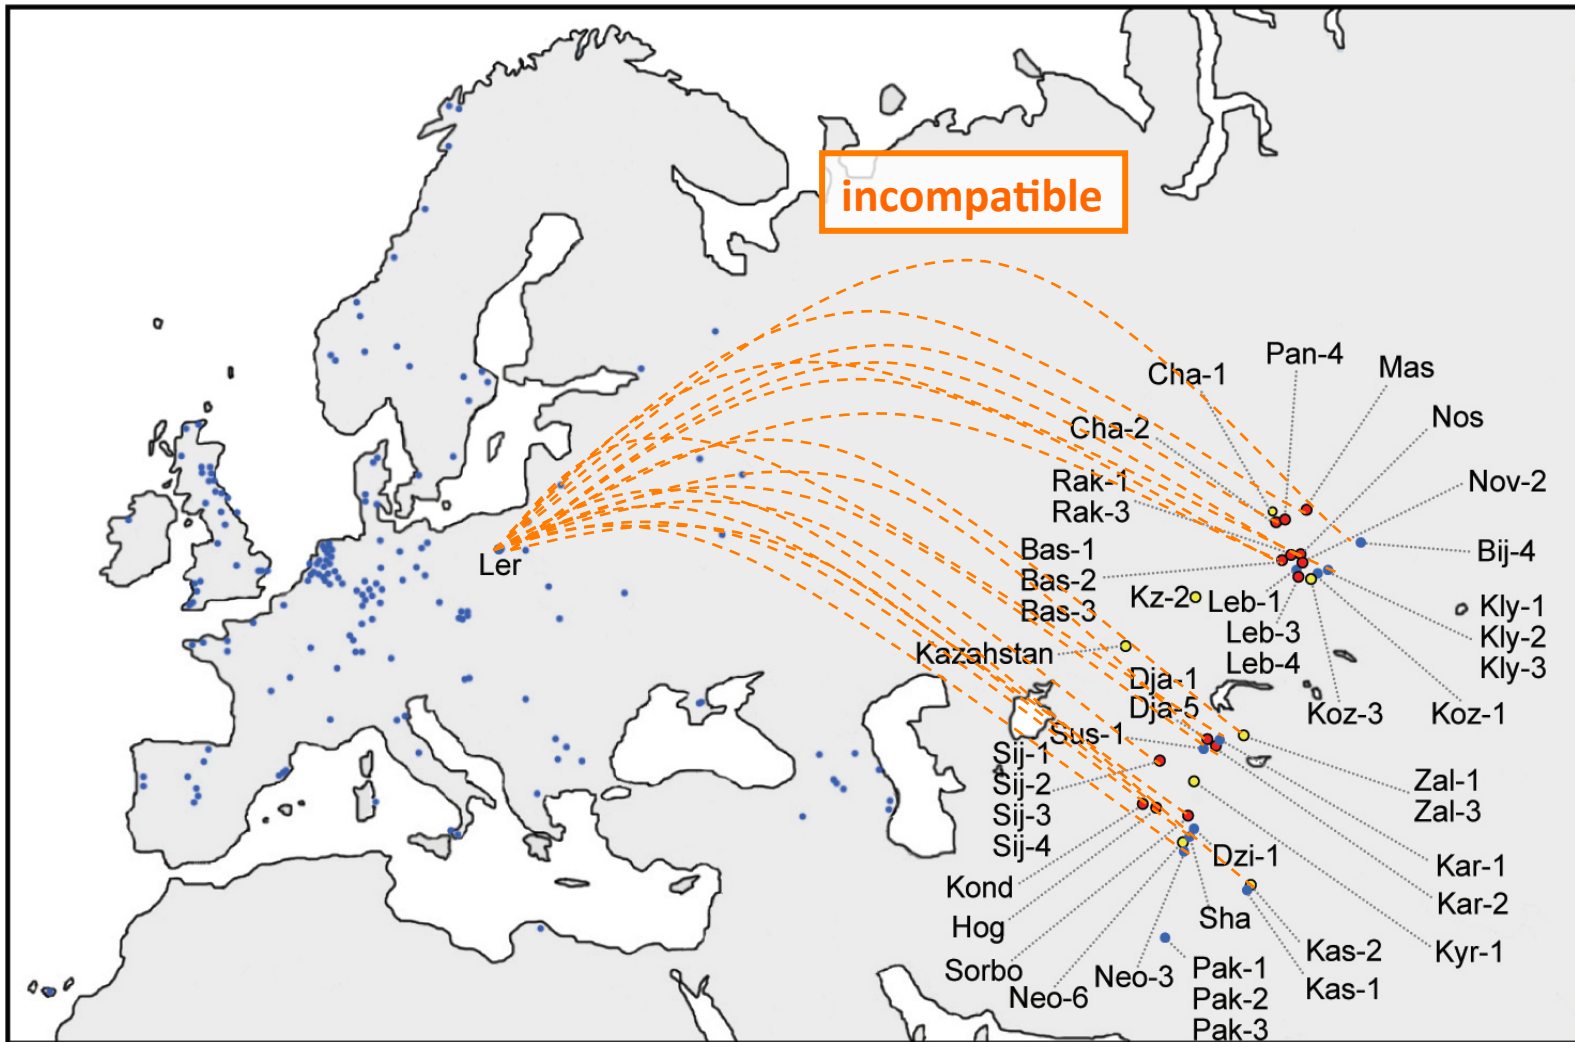 incompatible
Pan-4
Cha-1
Mas
Cha-2
Nos
Rak-1
Rak-3
Nov-2
Bas-1
Bas-2
Bas-3
Bij-4
Ler
Kz-2
Leb-1
Leb-3
Leb-4
Kly-1
Kly-2
Kly-3
Kazahstan
Dja-1
Dja-5
Koz-3
Koz-1
Sus-1
Sij-1
Sij-2
Sij-3
Sij-4
Zal-1
Zal-3
Dzi-1
Kar-1
Kar-2
Kond
Hog
Sha
Sorbo
Neo-6
Neo-3
Pak-1
Pak-2
Pak-3
Kas-2
Kas-1
Kyr-1